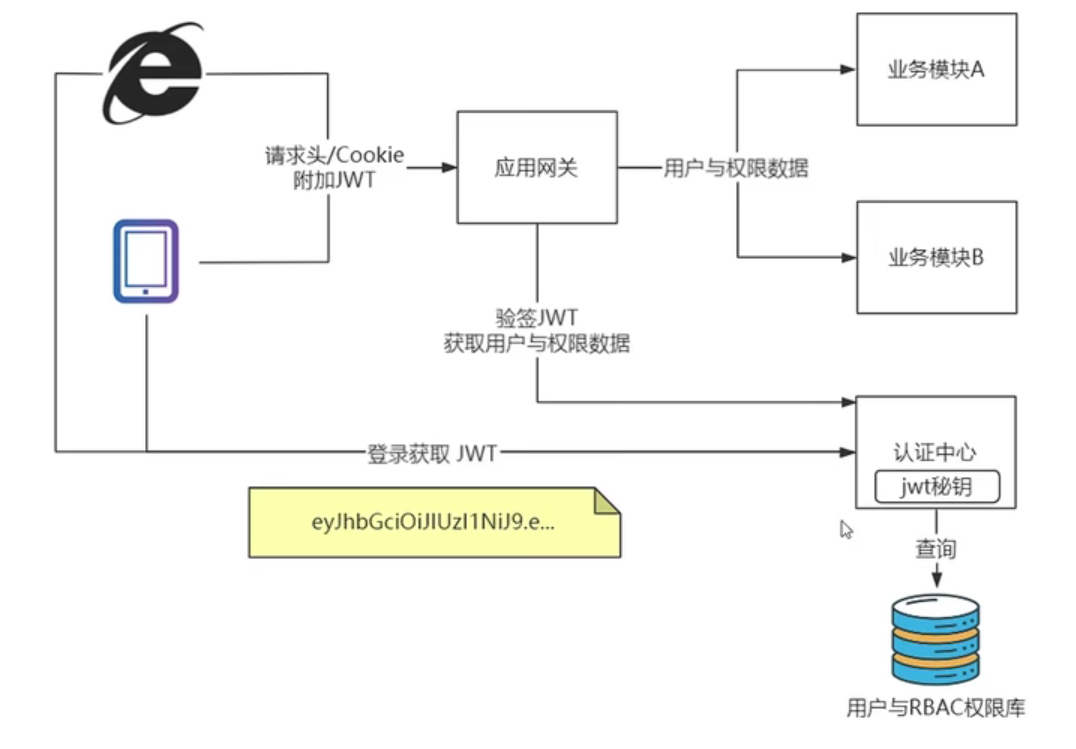 业务模块A
请求头/Cookie
附加JWT
应用网关
用户与权限数据
业务模块B
验签JWT
获取用户与权限数据
登录获取 JWT
认证中心
jwt秘钥
eyJhbGciOiJIUzI1NiJ9.e...
查询
用户与RBAC权限库